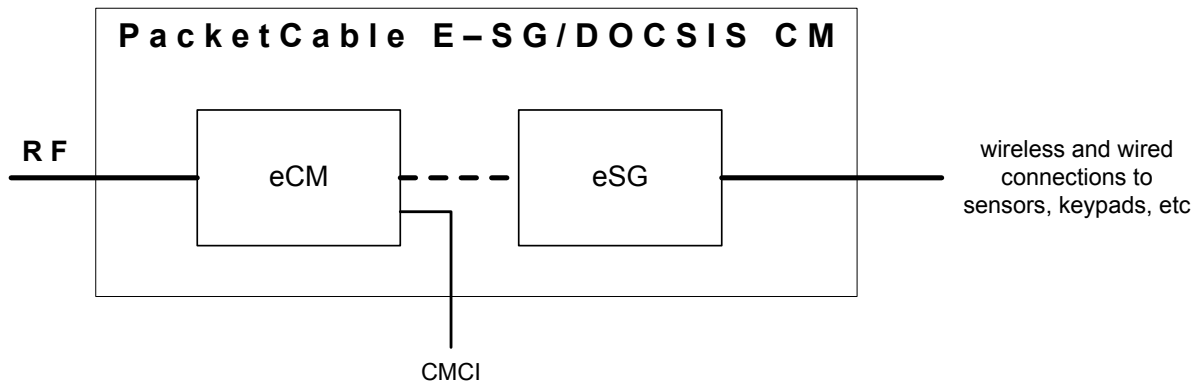 PacketCable E–SG/DOCSIS CM
RF
eCM
eSG
wireless and wired
connections to
sensors, keypads, etc
CMCI